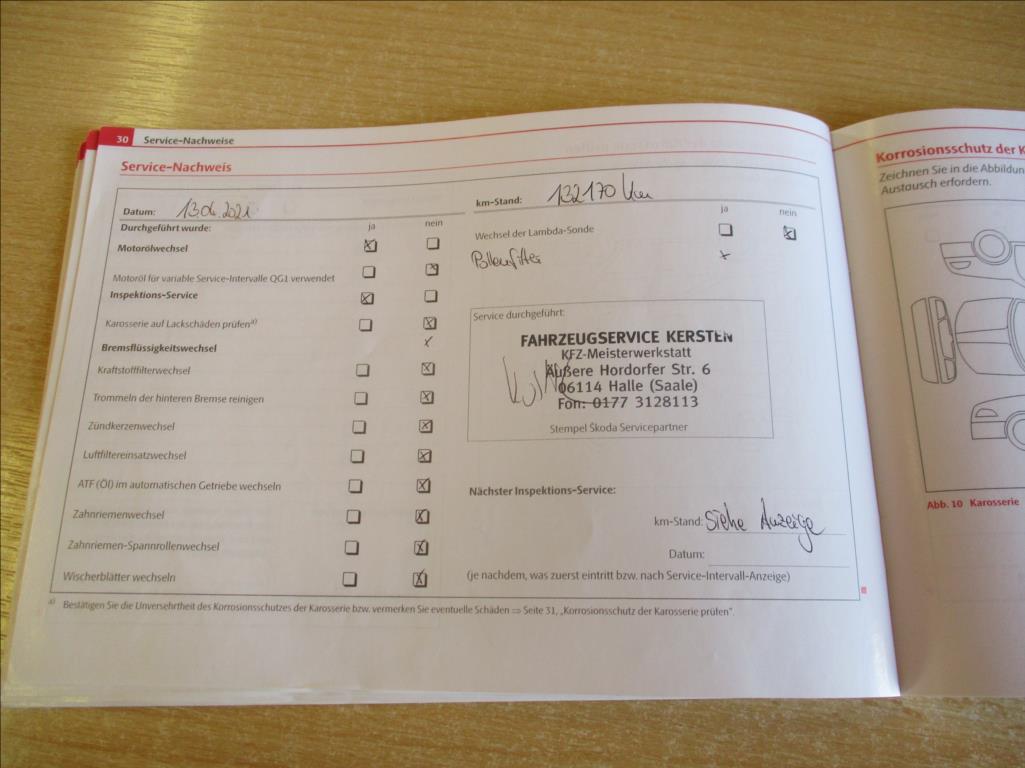 30 Service-Nachweise
Service-Nachweis
Datum: 13.04.2021
km-Stand: 132170 km
Durchgeführt wurde: ja nein
ja nein
Motorölwechsel
Wechsel der Lambda-Sonde
Motoröl für variable Service-Intervalle QG1 verwendet
Pollenfilter
Inspektions-Service
Karosserie auf Lackschäden prüfen a)
Bremsflüssigkeitswechsel
Kraftstofffilterwechsel
Trommeln der hinteren Bremse reinigen
Zündkerzenwechsel
Luftfiltereinsatzwechsel
ATF (Öl) im automatischen Getriebe wechseln
Zahnriemenwechsel
Zahnriemen-Spannrollenwechsel
Wischerblätter wechseln
Service durchgeführt:
FAHRZEUGSERVICE KERSTEN
KFZ-Meisterwerkstatt
Äußere Hordorfer Str. 6
06114 Halle (Saale)
Fon: 0177 3128113
Stempel Škoda Servicepartner
Nächster Inspektions-Service:
km-Stand: Siehe Anzeige
Datum:
(je nachdem, was zuerst eintritt bzw. nach Service-Intervall-Anzeige)
a) Bestätigen Sie die Unversehrtheit des Korrosionsschutzes der Karosserie bzw. vermerken Sie eventuelle Schäden ⇒ Seite 31, „Korrosionsschutz der Karosserie prüfen".
Korrosionsschutz der K
Zeichnen Sie in die Abbildun
Austausch erfordern.
Abb. 10 Karosserie